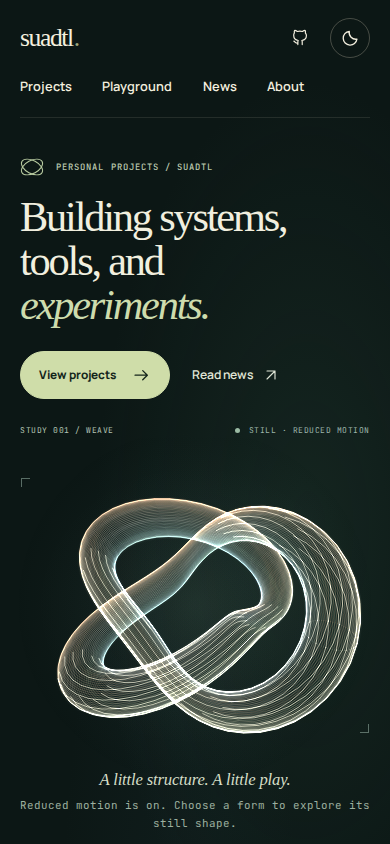 suadtl.
Projects Playground News About
PERSONAL PROJECTS / SUADTL
Building systems,
tools, and
experiments.
View projects → Read news ↗
STUDY 001 / WEAVE • STILL · REDUCED MOTION
A little structure. A little play.
Reduced motion is on. Choose a form to explore its
still shape.